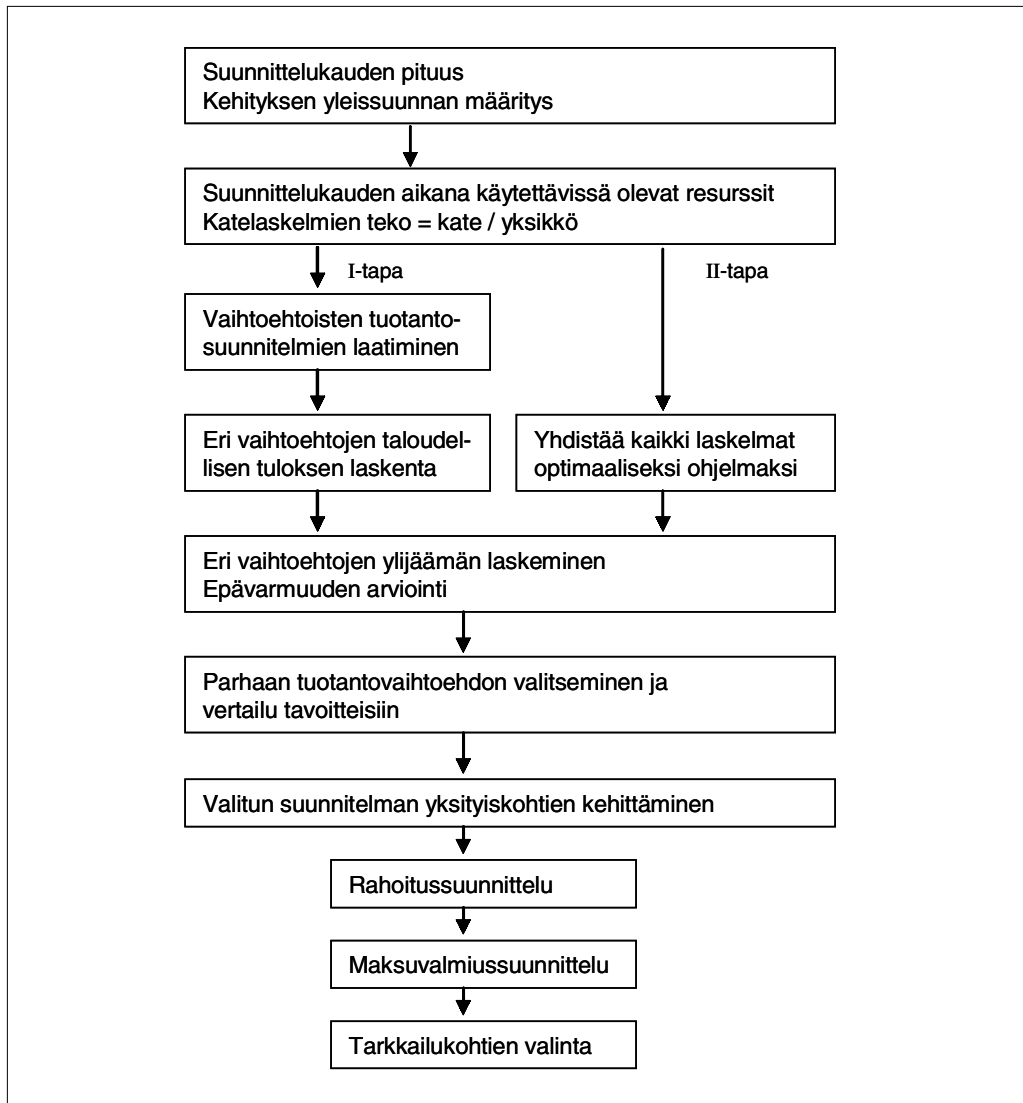 Suunnittelukauden pituus
Kehityksen yleissuunnan määritys
Suunnittelukauden aikana käytettävissä olevat resurssit
Katelaskelmien teko = kate / yksikkö
I-tapa
II-tapa
Vaihtoehtoisten tuotanto-
suunnitelmien laatiminen
Eri vaihtoehtojen taloudel-
lisen tuloksen laskenta
Yhdistää kaikki laskelmat
optimaaliseksi ohjelmaksi
Eri vaihtoehtojen ylijäämän laskeminen
Epävarmuuden arviointi
Parhaan tuotantovaihtoehdon valitseminen ja
vertailu tavoitteisiin
Valitun suunnitelman yksityiskohtien kehittäminen
Rahoitussuunnittelu
Maksuvalmiussuunnittelu
Tarkkailukohtien valinta